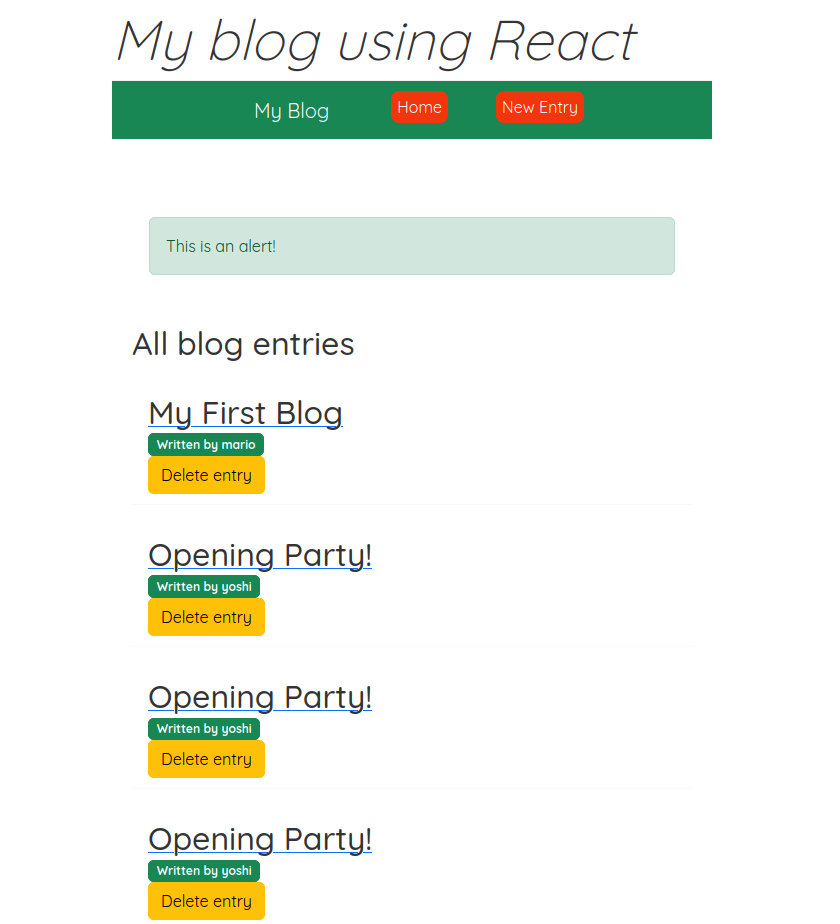 My blog using React
My Blog Home New Entry
This is an alert!
All blog entries
My First Blog
Written by mario
Delete entry
Opening Party!
Written by yoshi
Delete entry
Opening Party!
Written by yoshi
Delete entry
Opening Party!
Written by yoshi
Delete entry